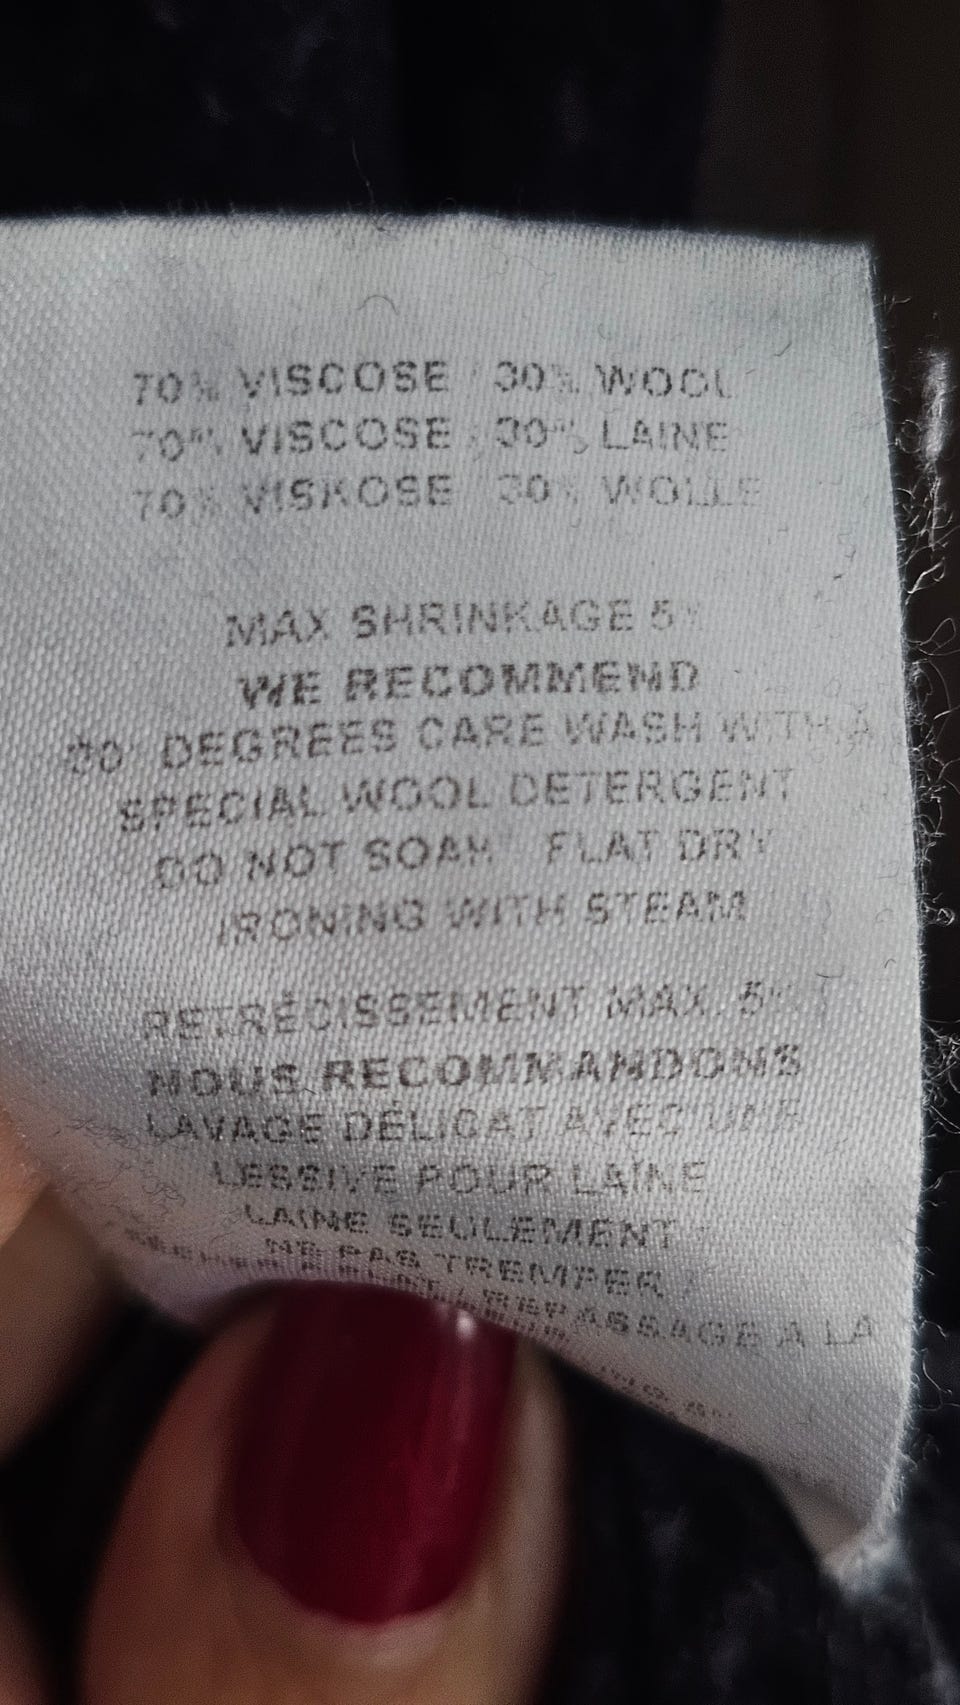 70% VISCOSE / 30% WOOL
70% VISCOSE / 30% LAINE
70% VISKOSE 30% WOLLE
MAX SHRINKAGE 5%
WE RECOMMEND
30° DEGREES CARE WASH WITH A
SPECIAL WOOL DETERGENT
DO NOT SOAK FLAT DRY
IRONING WITH STEAM
RETRÉCISSEMENT MAX. 5%
NOUS RECOMMANDONS
LAVAGE DÉLICAT AVEC UNE
LESSIVE POUR LAINE
LAINE SEULEMENT
NE PAS TREMPER
REPASSAGE A LA